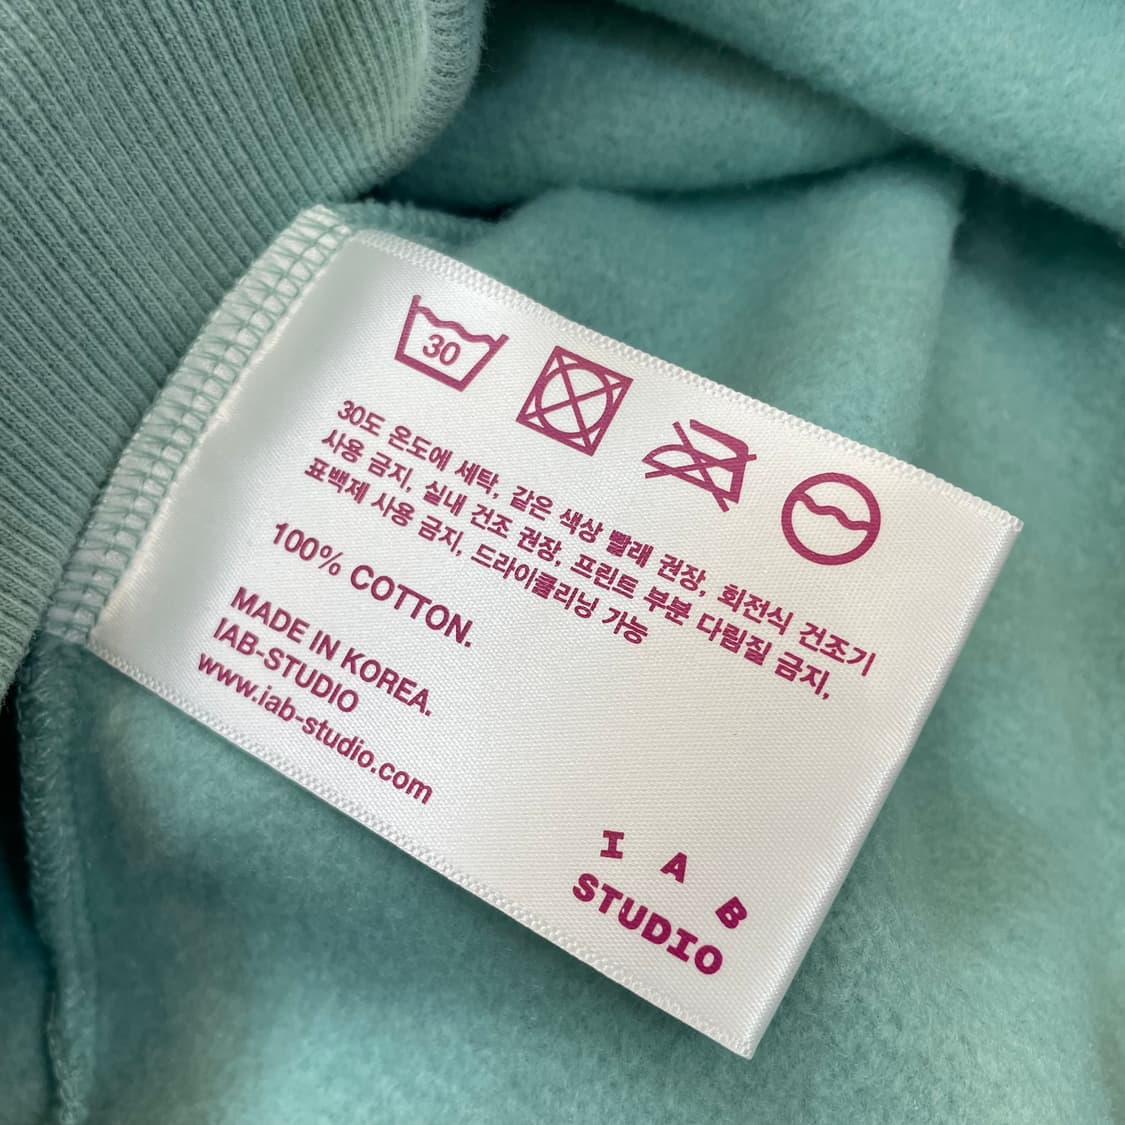 30
30도 온도에 세탁, 같은 색상 빨래 권장, 회전식 건조기
사용 금지, 실내 건조 권장, 프린트 부분 다림질 금지,
표백제 사용 금지, 드라이클리닝 가능
100% COTTON.
MADE IN KOREA.
IAB-STUDIO
www.iab-studio.com
I A B
STUDIO